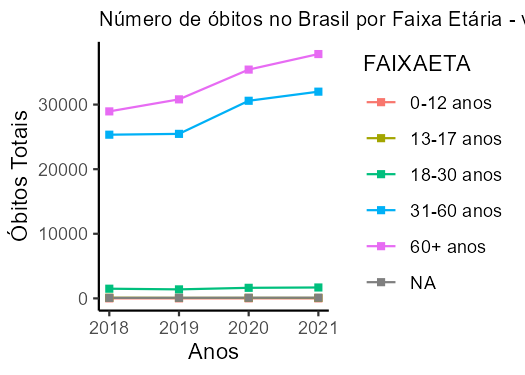 Número de óbitos no Brasil por Faixa Etária - v
FAIXAETA
0-12 anos
13-17 anos
18-30 anos
31-60 anos
60+ anos
NA
Óbitos Totais
30000
20000
10000
0
2018 2019 2020 2021
Anos